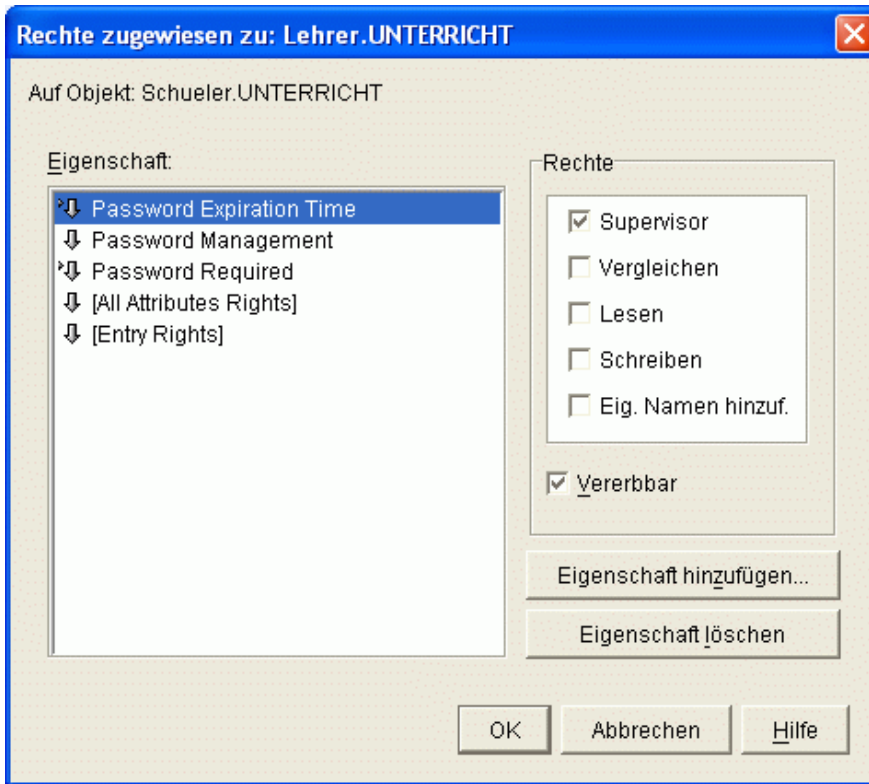 Rechte zugewiesen zu: Lehrer.UNTERRICHT
Auf Objekt: Schueler.UNTERRICHT
Eigenschaft:
Password Expiration Time
Password Management
Password Required
[All Attributes Rights]
[Entry Rights]
Rechte
Supervisor
Vergleichen
Lesen
Schreiben
Eig. Namen hinzuf.
Vererbbar
Eigenschaft hinzufügen...
Eigenschaft löschen
OK Abbrechen Hilfe